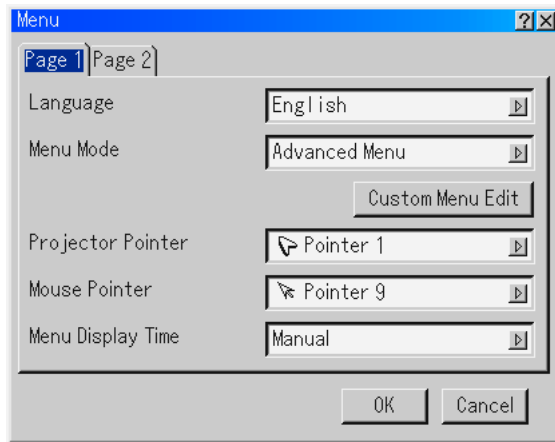 Menu ? X
Page 1 Page 2
Language English
Menu Mode Advanced Menu
Custom Menu Edit
Projector Pointer Pointer 1
Mouse Pointer Pointer 9
Menu Display Time Manual
OK Cancel